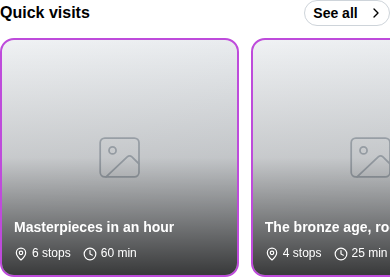 Quick visits
See all
Masterpieces in an hour
6 stops 60 min
The bronze age, ro
4 stops 25 min